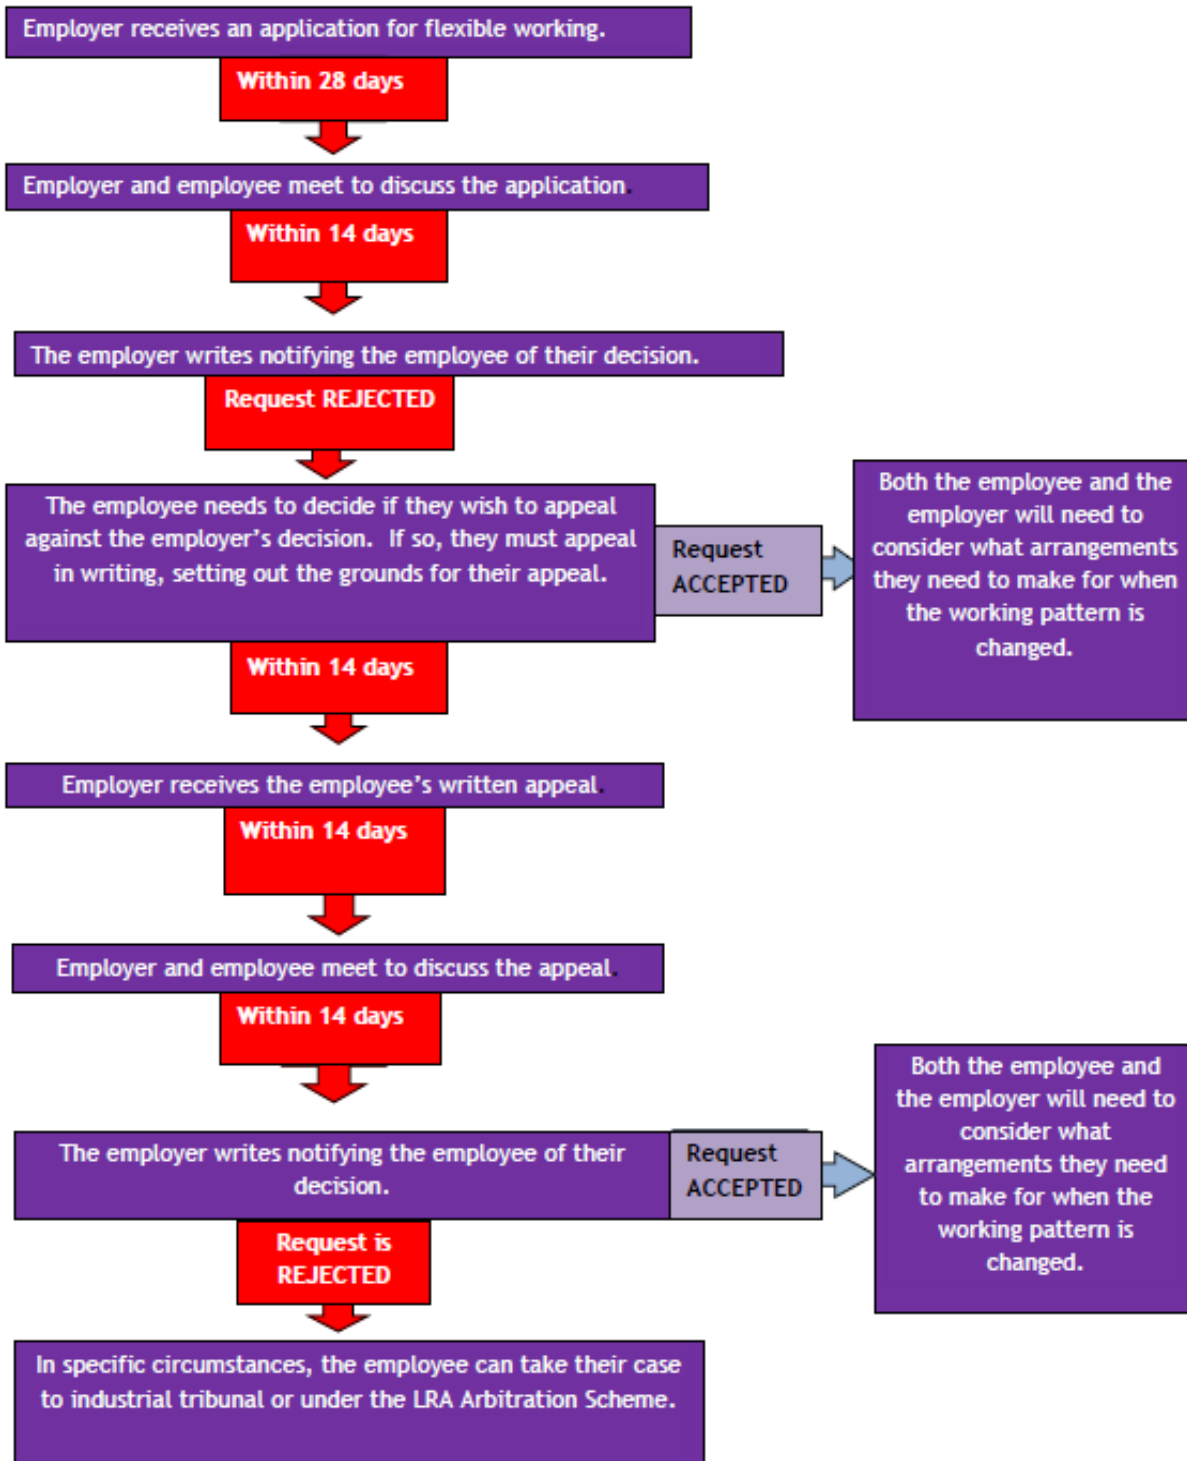 Employer receives an application for flexible working.
Within 28 days
Employer and employee meet to discuss the application.
Within 14 days
The employer writes notifying the employee of their decision.
Request REJECTED
The employee needs to decide if they wish to appeal
against the employer’s decision.  If so, they must appeal
in writing, setting out the grounds for their appeal.
Request
ACCEPTED
Both the employee and the
employer will need to
consider what arrangements
they need to make for when
the working pattern is
changed.
Within 14 days
Employer receives the employee’s written appeal.
Within 14 days
Employer and employee meet to discuss the appeal.
Within 14 days
The employer writes notifying the employee of their
decision.
Request
ACCEPTED
Both the employee and
the employer will need to
consider what
arrangements they need
to make for when the
working pattern is
changed.
Request is
REJECTED
In specific circumstances, the employee can take their case
to industrial tribunal or under the LRA Arbitration Scheme.